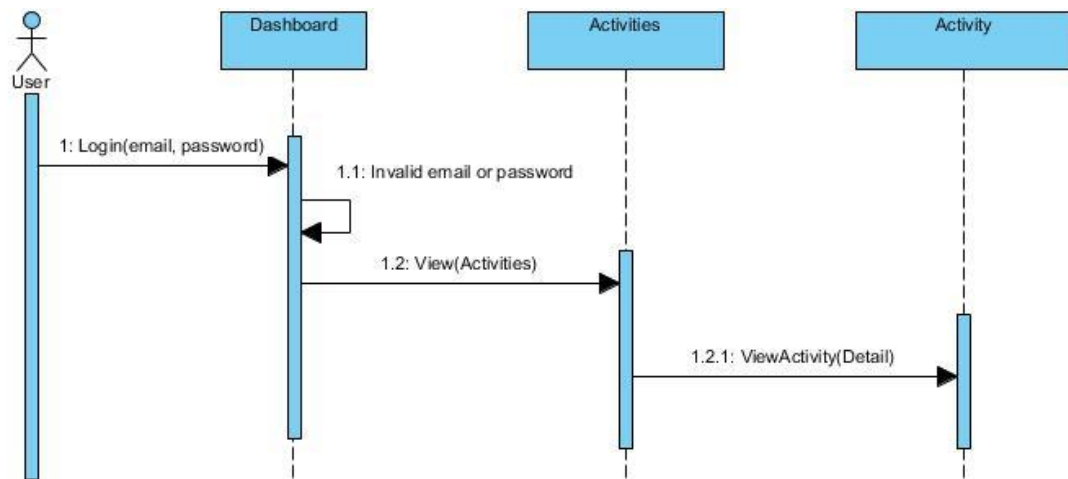 Dashboard
Activities
Activity
User
1: Login(email, password)
1.1: Invalid email or password
1.2: View(Activities)
1.2.1: ViewActivity(Detail)